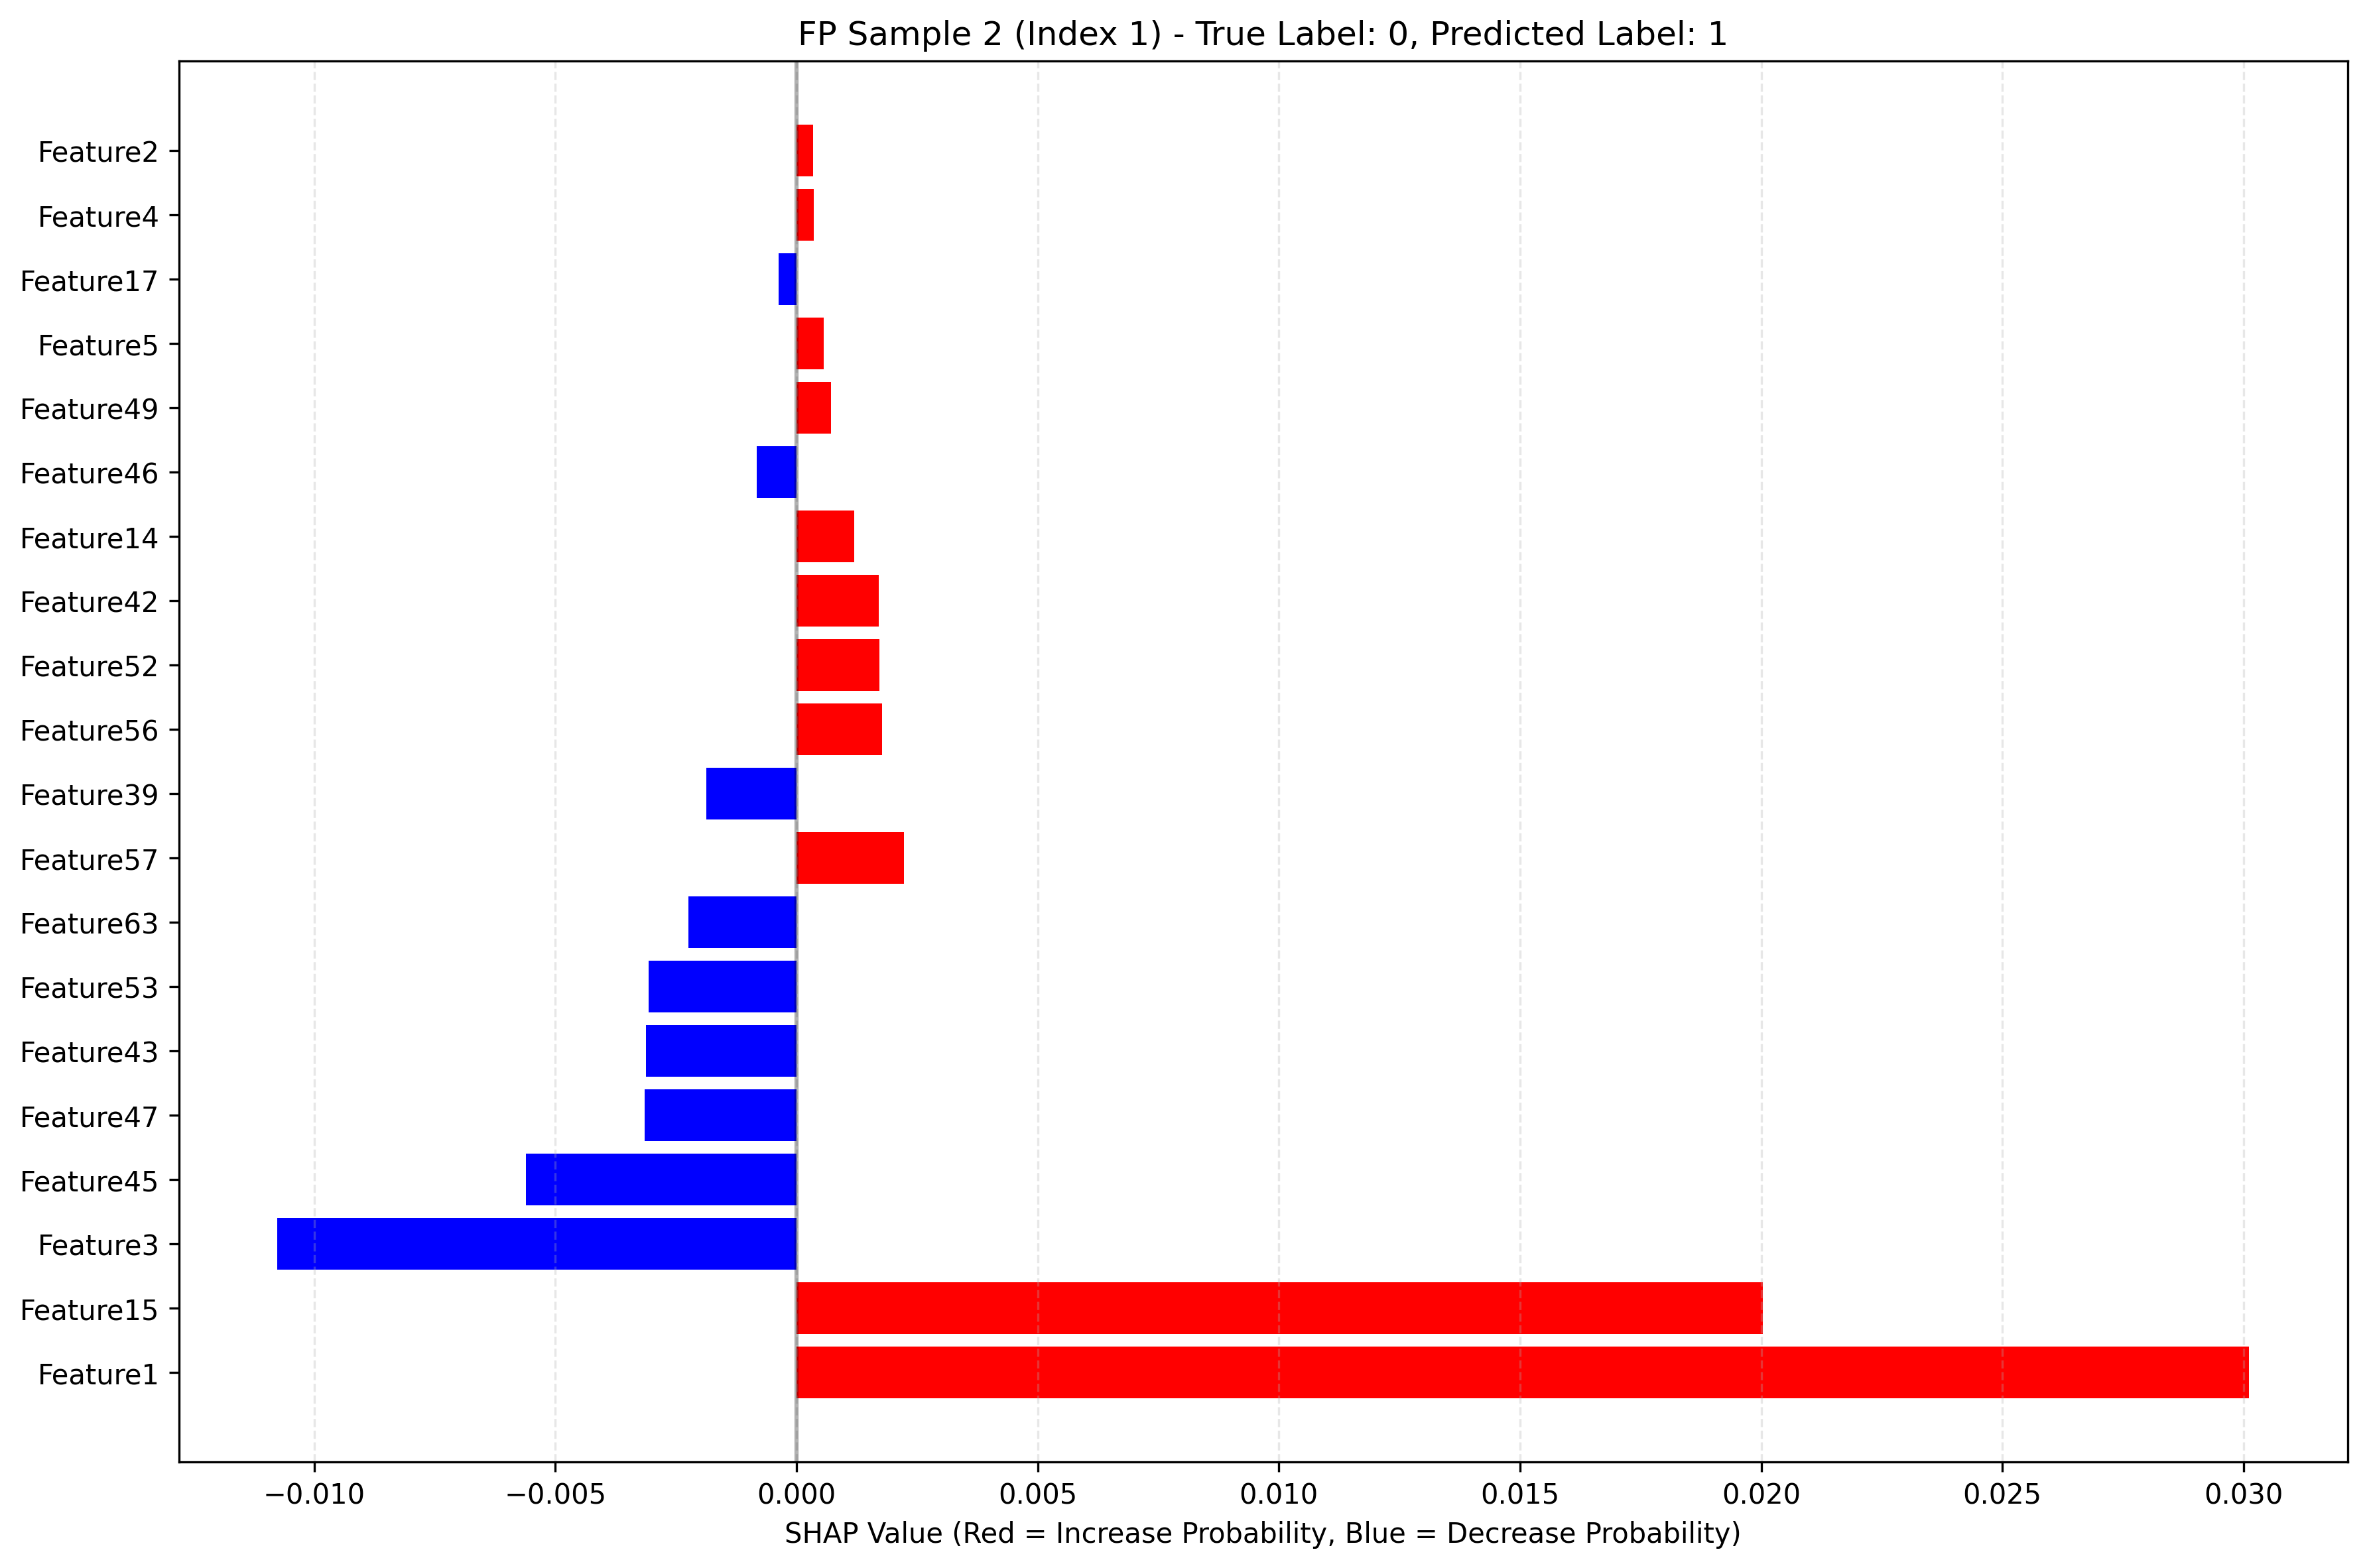 FP Sample 2 (Index 1) - True Label: 0, Predicted Label: 1
Feature2
Feature4
Feature17
Feature5
Feature49
Feature46
Feature14
Feature42
Feature52
Feature56
Feature39
Feature57
Feature63
Feature53
Feature43
Feature47
Feature45
Feature3
Feature15
Feature1
−0.010 −0.005 0.000 0.005 0.010 0.015 0.020 0.025 0.030
SHAP Value (Red = Increase Probability, Blue = Decrease Probability)